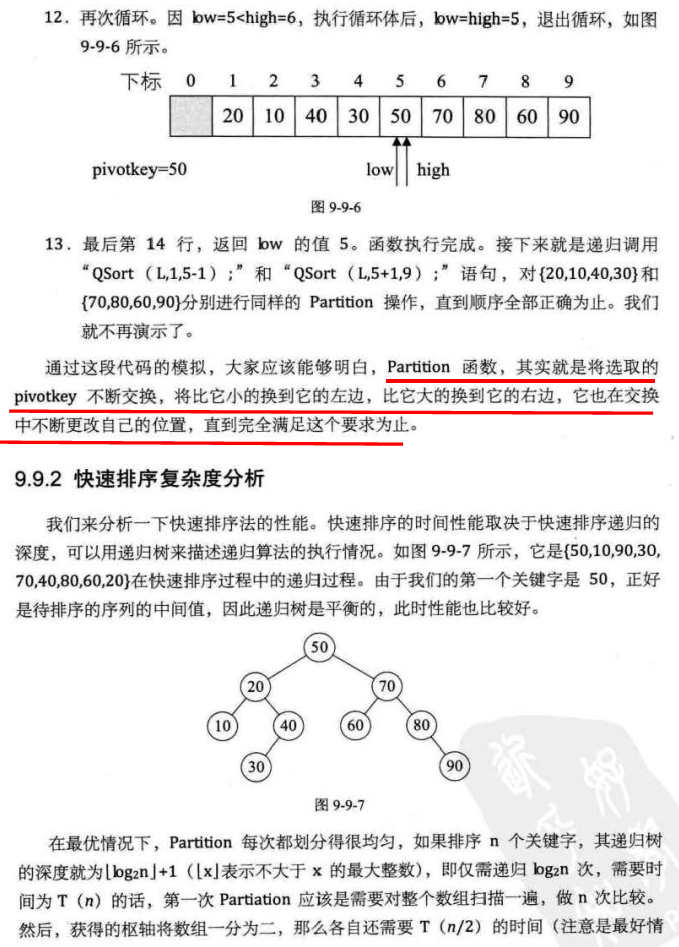 12. 再次循环。因 low=5<high=6，执行循环体后，low=high=5，退出循环，如图
9-9-6 所示。
下标 0 1 2 3 4 5 6 7 8 9
20 10 40 30 50 70 80 60 90
pivotkey=50
low high
图 9-9-6
13. 最后第 14 行，返回 low 的值 5。函数执行完成。接下来就是递归调用
“QSort（L,1,5-1）;”和“QSort（L,5+1,9）;”语句，对{20,10,40,30}和
{70,80,60,90}分别进行同样的 Partition 操作，直到顺序全部正确为止。我们
就不再演示了。
通过这段代码的模拟，大家应该能够明白，Partition 函数，其实就是将选取的
pivotkey 不断交换，将比它小的换到它的左边，比它大的换到它的右边，它也在交换
中不断更改自己的位置，直到完全满足这个要求为止。
9.9.2 快速排序复杂度分析
我们来分析一下快速排序法的性能。快速排序的时间性能取决于快速排序递归的
深度，可以用递归树来描述递归算法的执行情况。如图 9-9-7 所示，它是{50,10,90,30,
70,40,80,60,20}在快速排序过程中的递归过程。由于我们的第一个关键字是 50，正好
是待排序的序列的中间值，因此递归树是平衡的，此时性能也比较好。
50
20 70
10 40 60 80
30 90
图 9-9-7
在最优情况下，Partition 每次都划分得很均匀，如果排序 n 个关键字，其递归树
的深度就为⌊log₂n⌋+1（⌊x⌋表示不大于 x 的最大整数），即仅需递归 log₂n 次，需要时
间为 T（n）的话，第一次 Partiation 应该是需要对整个数组扫描一遍，做 n 次比较。
然后，获得的枢轴将数组一分为二，那么各自还需要 T（n/2）的时间（注意是最好情